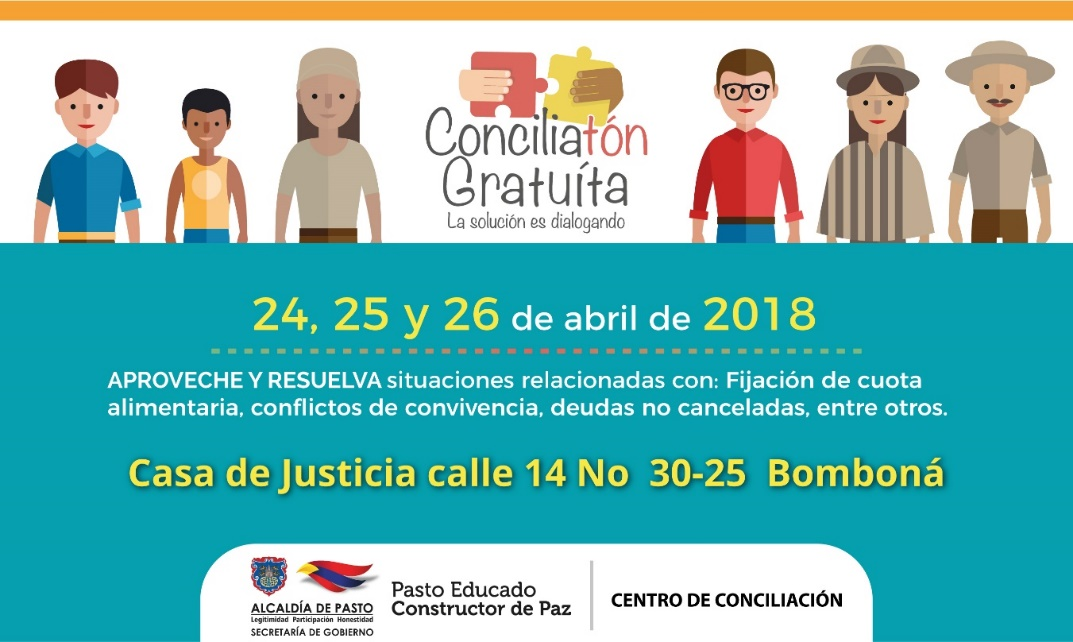 Conciliatón
Gratuíta
La solución es dialogando
24, 25 y 26 de abril de 2018
APROVECHE Y RESUELVA situaciones relacionadas con: Fijación de cuota
alimentaria, conflictos de convivencia, deudas no canceladas, entre otros.
Casa de Justicia calle 14 No 30-25 Bomboná
ALCALDÍA DE PASTO
Legitimidad Participación Honestidad
SECRETARÍA DE GOBIERNO
Pasto Educado
Constructor de Paz
CENTRO DE CONCILIACIÓN